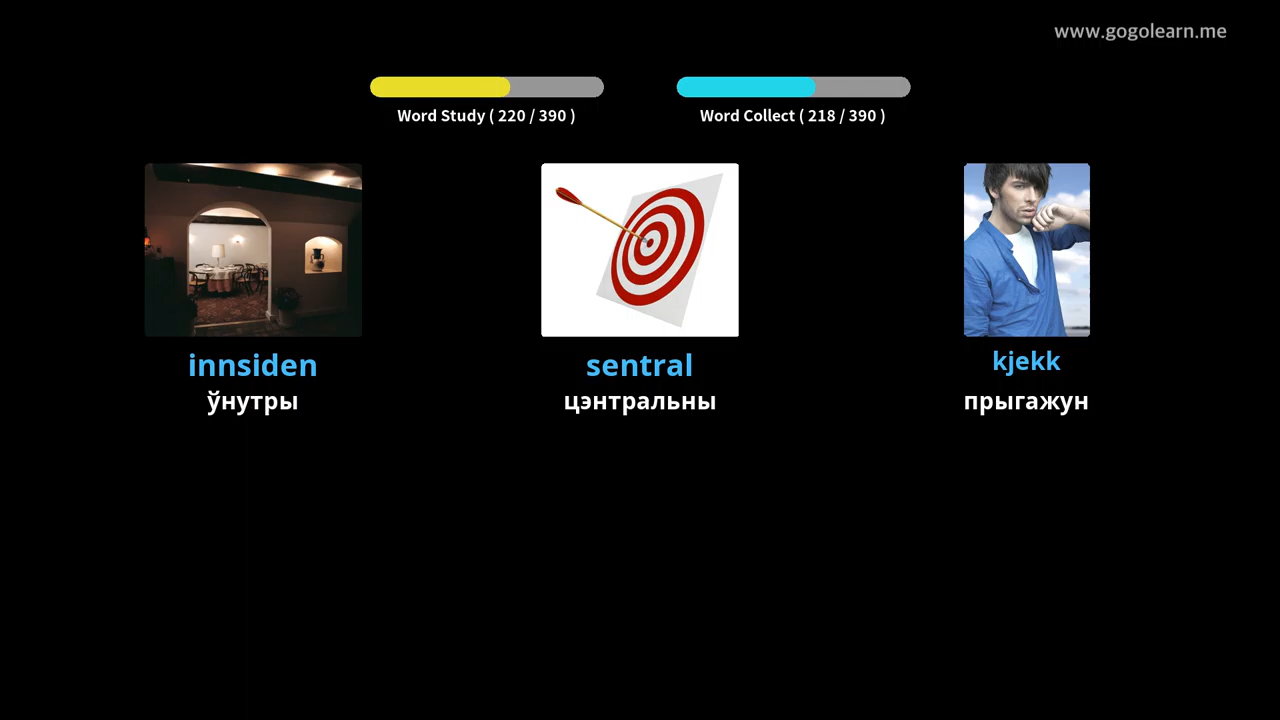 www.gogolearn.me
Word Study ( 220 / 390 )
Word Collect ( 218 / 390 )
innsiden
ўнутры
sentral
цэнтральны
kjekk
прыгажун